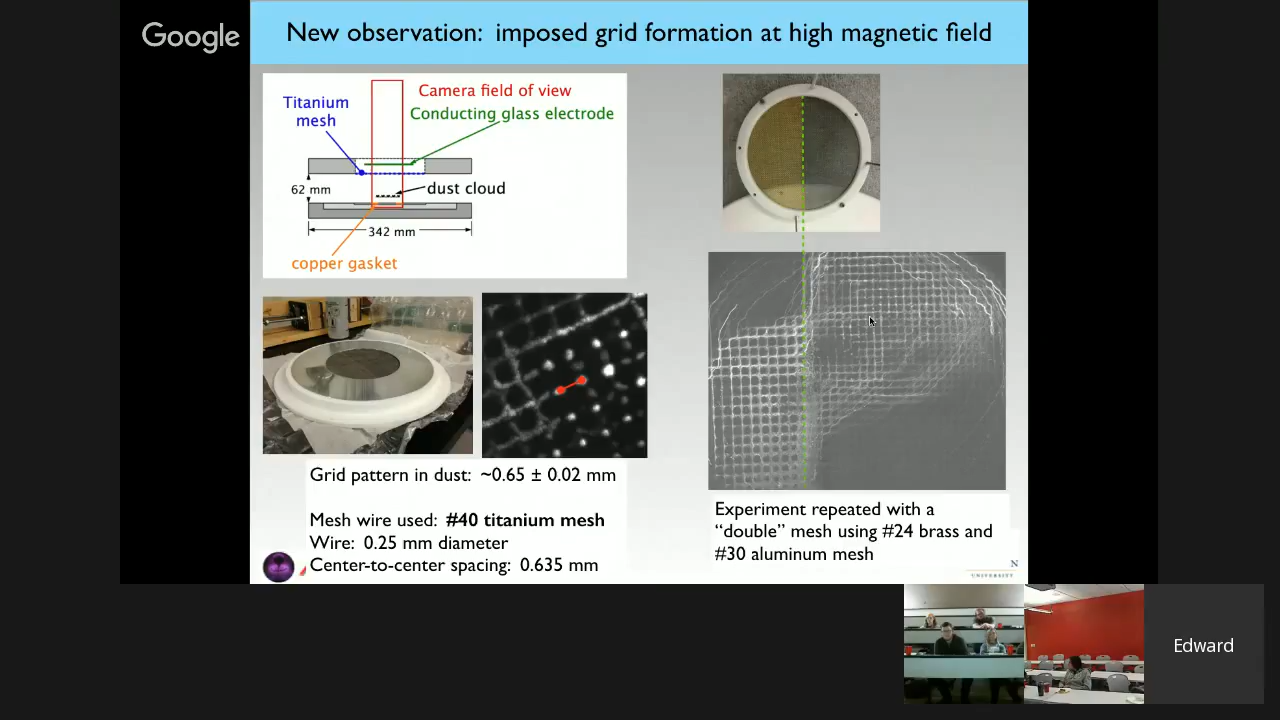 Google
New observation: imposed grid formation at high magnetic field
Titanium
mesh
Camera field of view
Conducting glass electrode
62 mm
dust cloud
342 mm
copper gasket
Grid pattern in dust: ~0.65 ± 0.02 mm
Mesh wire used: #40 titanium mesh
Wire: 0.25 mm diameter
Center-to-center spacing: 0.635 mm
Experiment repeated with a
“double” mesh using #24 brass and
#30 aluminum mesh
N
UNIVERSITY
Edward